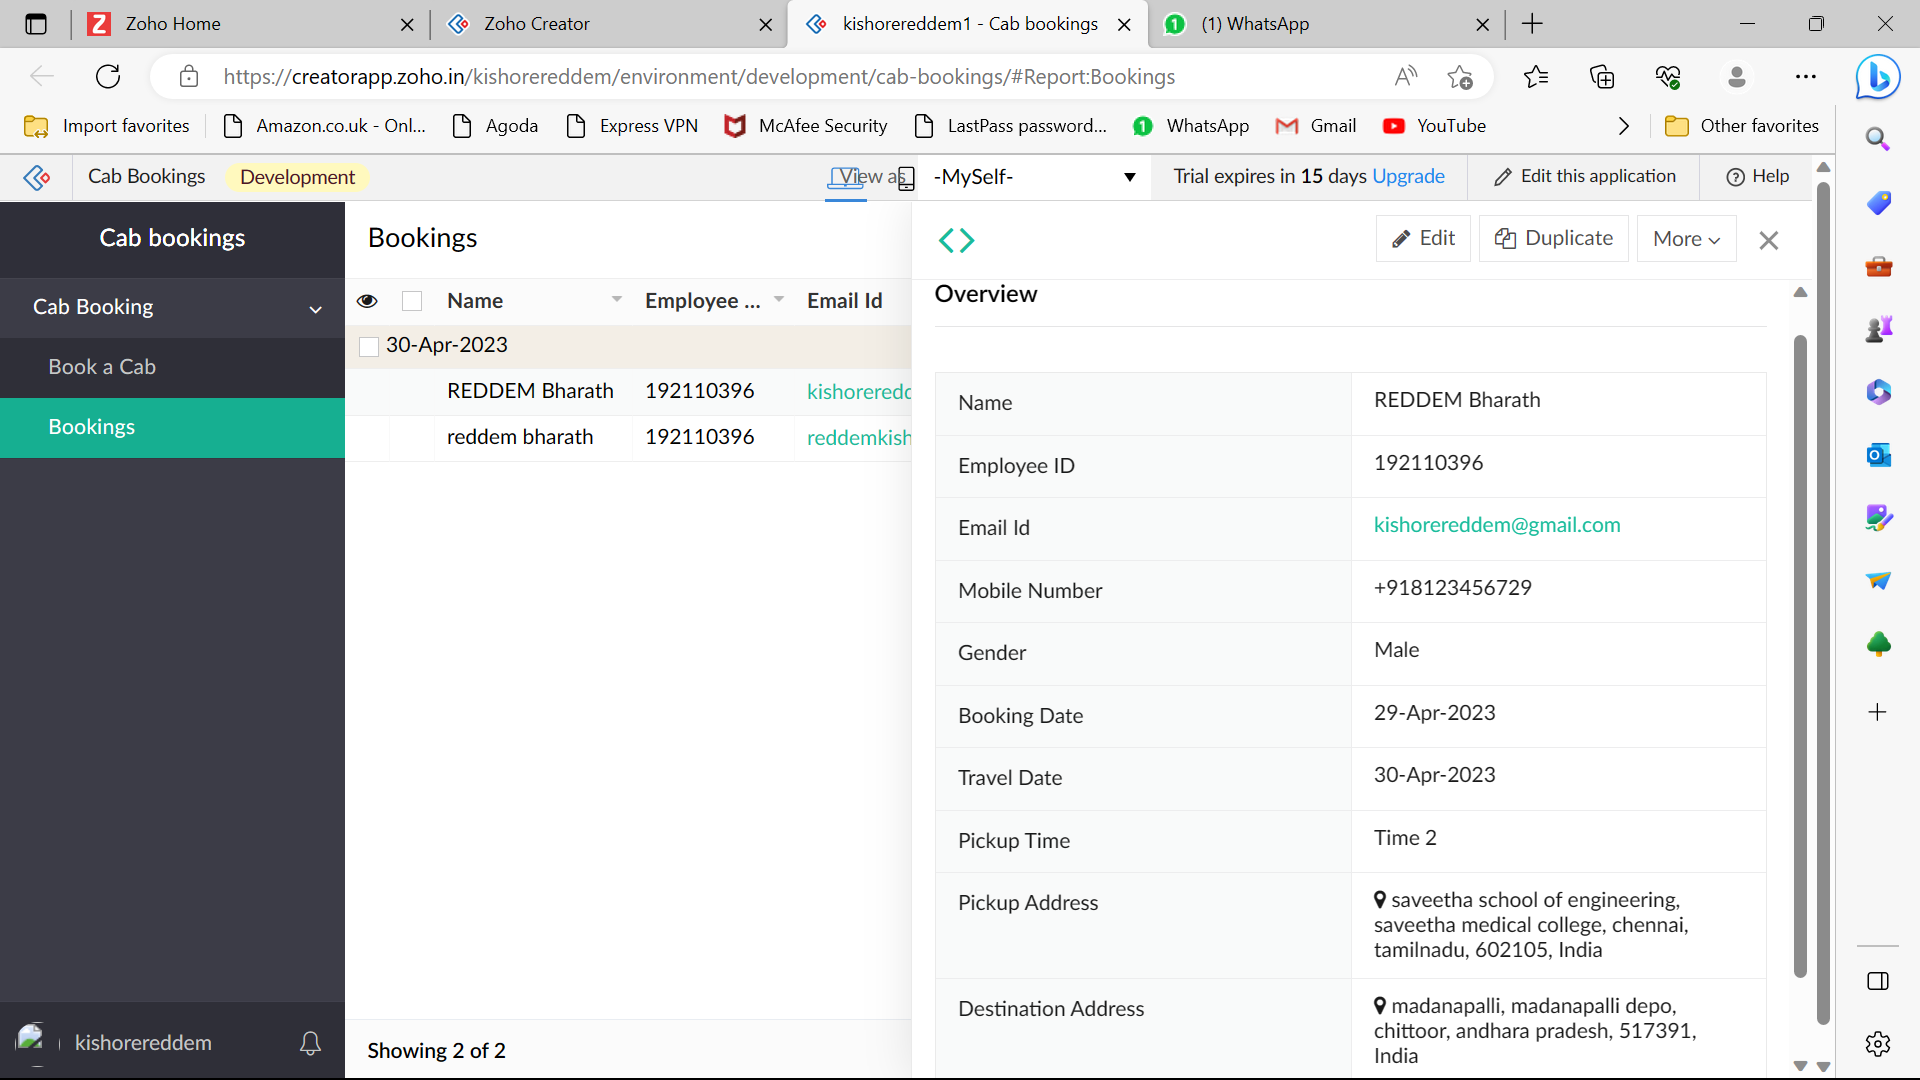 Zoho Home
Zoho Creator
kishorereddem1 - Cab bookings
(1) WhatsApp
https://creatorapp.zoho.in/kishorereddem/environment/development/cab-bookings/#Report:Bookings
Import favorites
Amazon.co.uk - Onl...
Agoda
Express VPN
McAfee Security
LastPass password...
WhatsApp
Gmail
YouTube
Other favorites
Cab Bookings
Development
View as
-MySelf-
Trial expires in 15 days Upgrade
Edit this application
Help
Cab bookings
Cab Booking
Book a Cab
Bookings
kishorereddem
Bookings
Name
Employee ...
Email Id
30-Apr-2023
REDDEM Bharath 192110396 kishoreredd
reddem bharath 192110396 reddemkish
Showing 2 of 2
Edit
Duplicate
More
Overview
Name REDDEM Bharath
Employee ID 192110396
Email Id kishorereddem@gmail.com
Mobile Number +918123456729
Gender Male
Booking Date 29-Apr-2023
Travel Date 30-Apr-2023
Pickup Time Time 2
Pickup Address saveetha school of engineering,
saveetha medical college, chennai,
tamilnadu, 602105, India
Destination Address madanapalli, madanapalli depo,
chittoor, andhara pradesh, 517391,
India